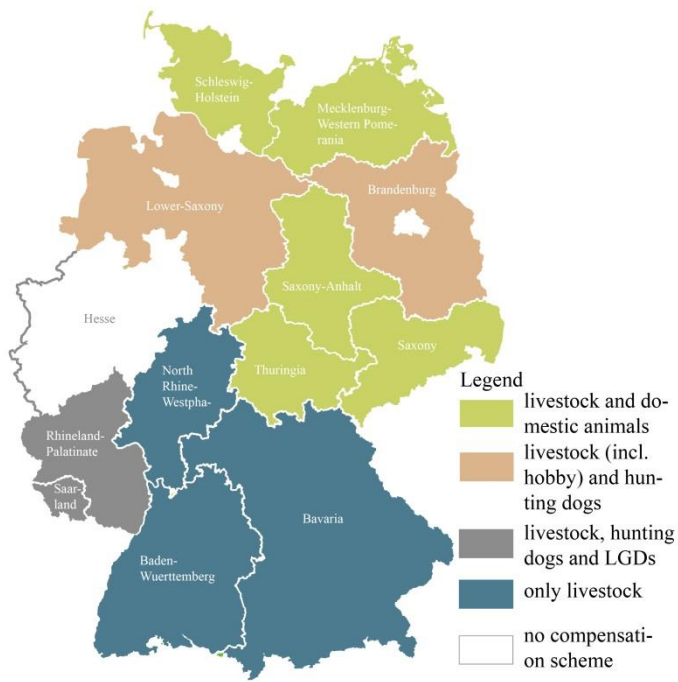 Schleswig-
Holstein
Mecklenburg-
Western Pome-
rania
Brandenburg
Lower-Saxony
Saxony-Anhalt
Hesse
North
Rhine-
Westpha-
Thuringia
Saxony
Rhineland-
Palatinate
Saar-
land
Bavaria
Baden-
Wuerttemberg
Legend
livestock and do-
mestic animals
livestock (incl.
hobby) and hun-
ting dogs
livestock, hunting
dogs and LGDs
only livestock
no compensati-
on scheme